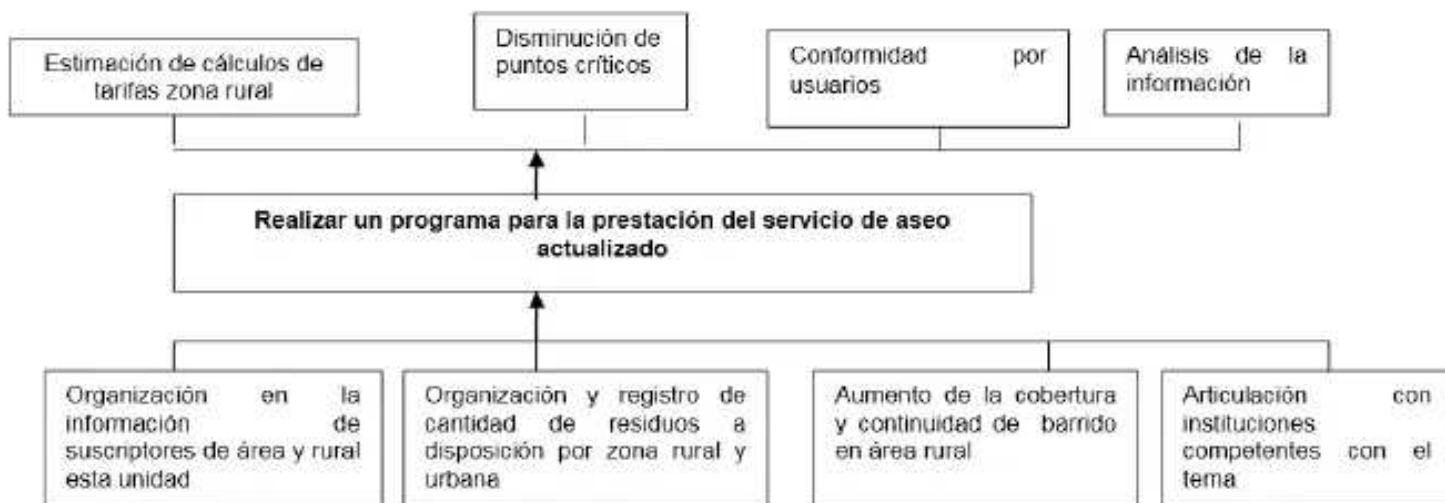 Estimación de cálculos de
tarifas zona rural
Disminución de
puntos críticos
Conformidad por
usuarios
Análisis de la
información
Realizar un programa para la prestación del servicio de aseo
actualizado
Organización en la
información de
suscriptores de área y rural
esta unidad
Organización y registro de
cantidad de residuos a
disposición por zona rural y
urbana
Aumento de la cobertura
y continuidad de barrido
en área rural
Articulación con
instituciones
competentes con el
tema